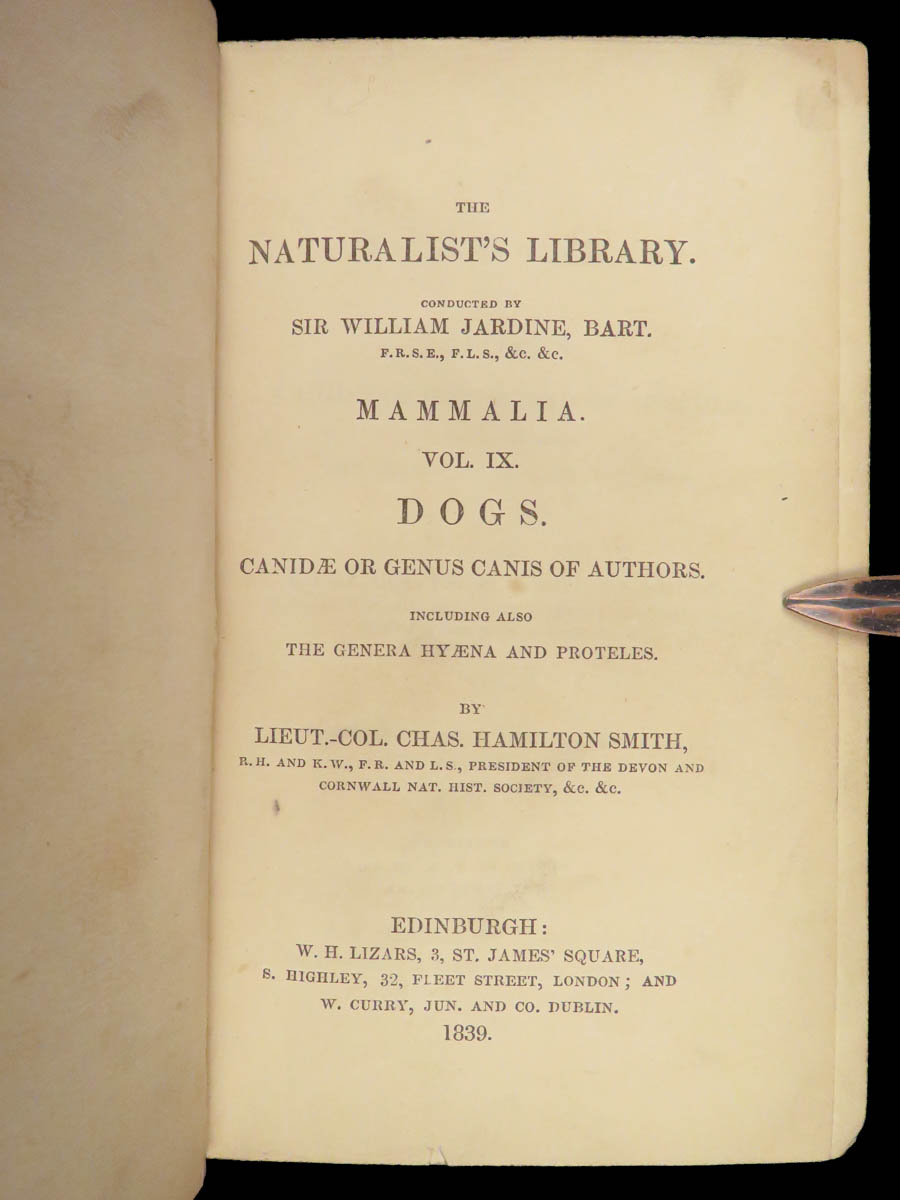 THE
NATURALIST'S LIBRARY.
CONDUCTED BY
SIR WILLIAM JARDINE, BART.
F.R.S.E., F.L.S., &c. &c.
MAMMALIA.
VOL. IX.
DOGS.
CANIDÆ OR GENUS CANIS OF AUTHORS.
INCLUDING ALSO
THE GENERA HYÆNA AND PROTELES.
BY
LIEUT.-COL. CHAS. HAMILTON SMITH,
K.H. AND K.W., F.R. AND L.S., PRESIDENT OF THE DEVON AND
CORNWALL NAT. HIST. SOCIETY, &c. &c.
EDINBURGH:
W. H. LIZARS, 3, ST. JAMES' SQUARE,
S. HIGHLEY, 32, FLEET STREET, LONDON; AND
W. CURRY, JUN. AND CO. DUBLIN.
1839.